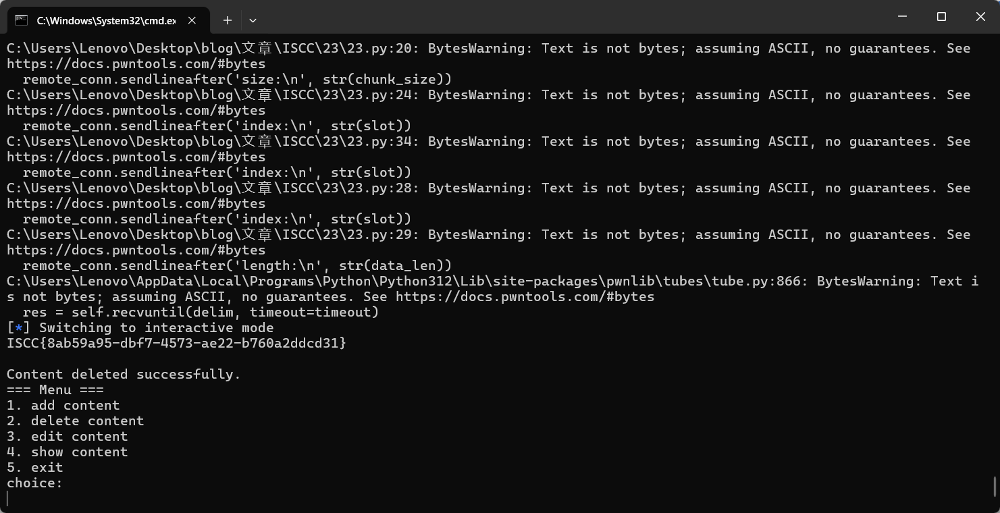 C:\Windows\System32\cmd.ex
C:\Users\Lenovo\Desktop\blog\文章\ISCC\23\23.py:20: BytesWarning: Text is not bytes; assuming ASCII, no guarantees. See
https://docs.pwntools.com/#bytes
  remote_conn.sendlineafter('size:\n', str(chunk_size))
C:\Users\Lenovo\Desktop\blog\文章\ISCC\23\23.py:24: BytesWarning: Text is not bytes; assuming ASCII, no guarantees. See
https://docs.pwntools.com/#bytes
  remote_conn.sendlineafter('index:\n', str(slot))
C:\Users\Lenovo\Desktop\blog\文章\ISCC\23\23.py:34: BytesWarning: Text is not bytes; assuming ASCII, no guarantees. See
https://docs.pwntools.com/#bytes
  remote_conn.sendlineafter('index:\n', str(slot))
C:\Users\Lenovo\Desktop\blog\文章\ISCC\23\23.py:28: BytesWarning: Text is not bytes; assuming ASCII, no guarantees. See
https://docs.pwntools.com/#bytes
  remote_conn.sendlineafter('index:\n', str(slot))
C:\Users\Lenovo\Desktop\blog\文章\ISCC\23\23.py:29: BytesWarning: Text is not bytes; assuming ASCII, no guarantees. See
https://docs.pwntools.com/#bytes
  remote_conn.sendlineafter('length:\n', str(data_len))
C:\Users\Lenovo\AppData\Local\Programs\Python\Python312\Lib\site-packages\pwnlib\tubes\tube.py:866: BytesWarning: Text i
s not bytes; assuming ASCII, no guarantees. See https://docs.pwntools.com/#bytes
  res = self.recvuntil(delim, timeout=timeout)
[*] Switching to interactive mode
ISCC{8ab59a95-dbf7-4573-ae22-b760a2ddcd31}
Content deleted successfully.
=== Menu ===
1. add content
2. delete content
3. edit content
4. show content
5. exit
choice: